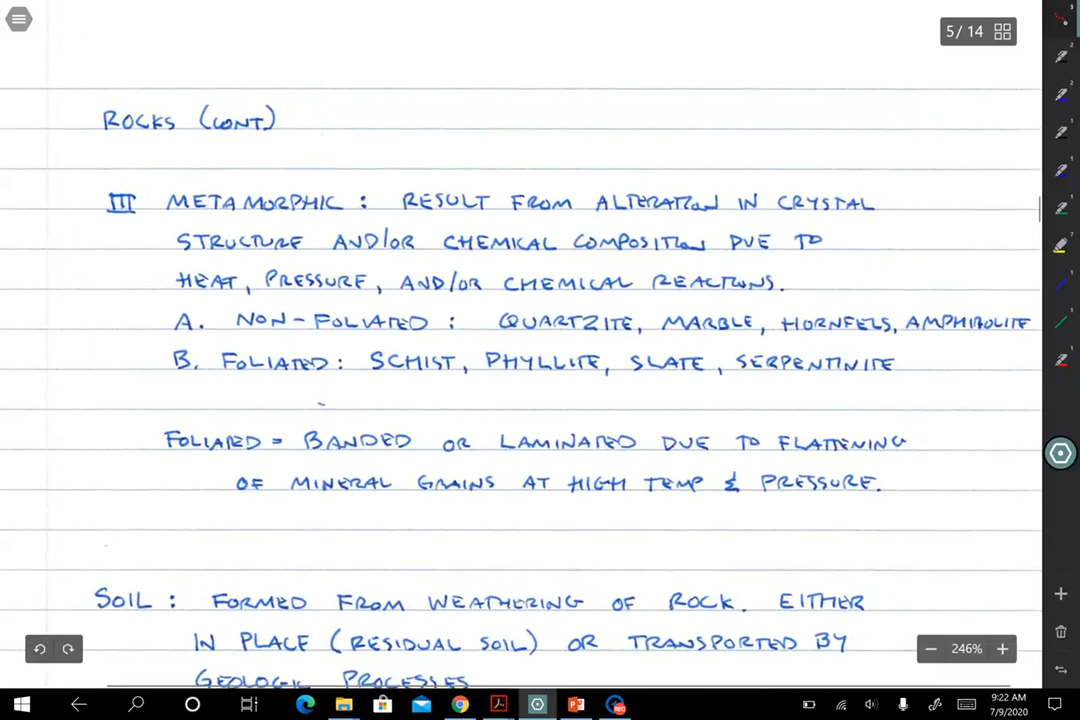 5/14
ROCKS (CONT)
III METAMORPHIC : RESULT FROM ALTERATION IN CRYSTAL
STRUCTURE AND/OR CHEMICAL COMPOSITION DUE TO
HEAT, PRESSURE, AND/OR CHEMICAL REACTIONS.
A. NON-FOLIATED : QUARTZITE, MARBLE, HORNFELS, AMPHIBOLITE
B. FOLIATED : SCHIST, PHYLLITE, SLATE, SERPENTINITE
FOLIATED = BANDED OR LAMINATED DUE TO FLATTENING
OF MINERAL GRAINS AT HIGH TEMP & PRESSURE.
SOIL : FORMED FROM WEATHERING OF ROCK. EITHER
IN PLACE (RESIDUAL SOIL) OR TRANSPORTED BY
GEOLOGIC PROCESSES
246%
9:22 AM
7/9/2020